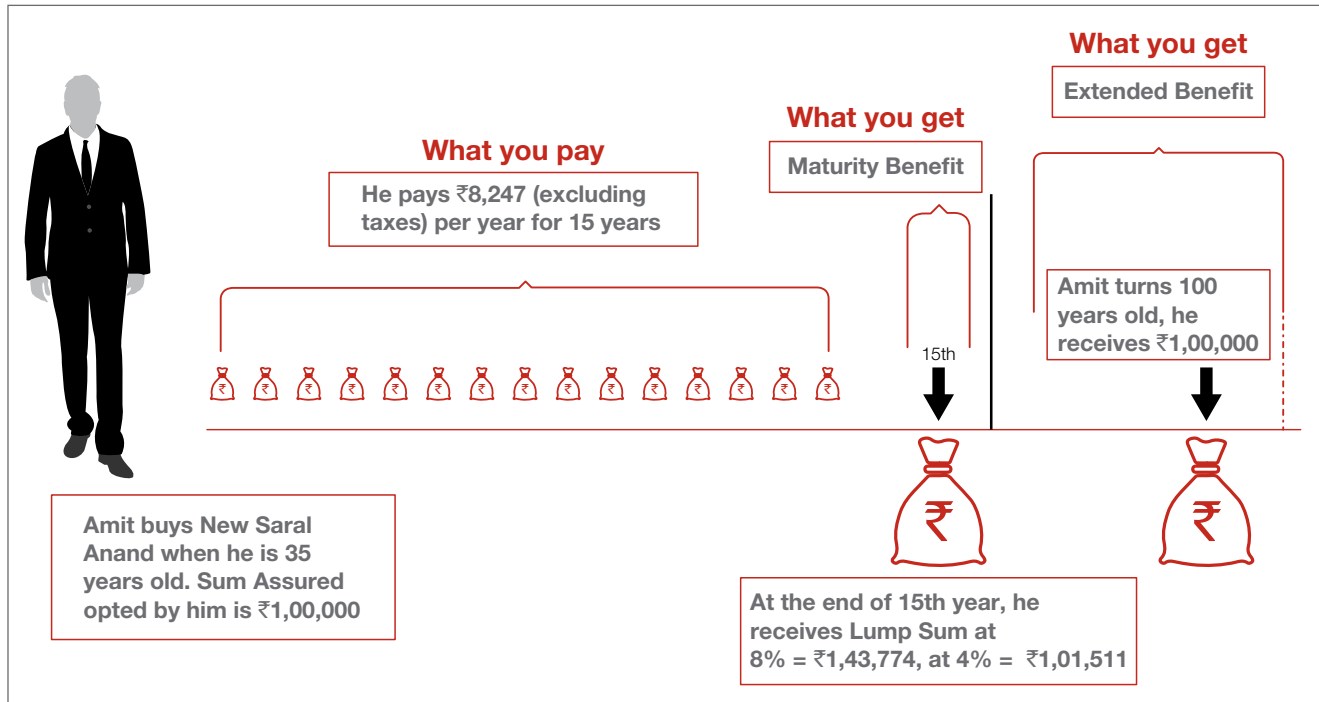 What you pay
He pays ₹8,247 (excluding
taxes) per year for 15 years
What you get
Maturity Benefit
What you get
Extended Benefit
15th
Amit turns 100
years old, he
receives ₹1,00,000
₹ ₹ ₹ ₹ ₹ ₹ ₹ ₹ ₹ ₹ ₹ ₹ ₹ ₹ ₹
₹
₹
Amit buys New Saral
Anand when he is 35
years old. Sum Assured
opted by him is ₹1,00,000
At the end of 15th year, he
receives Lump Sum at
8% = ₹1,43,774, at 4% = ₹1,01,511